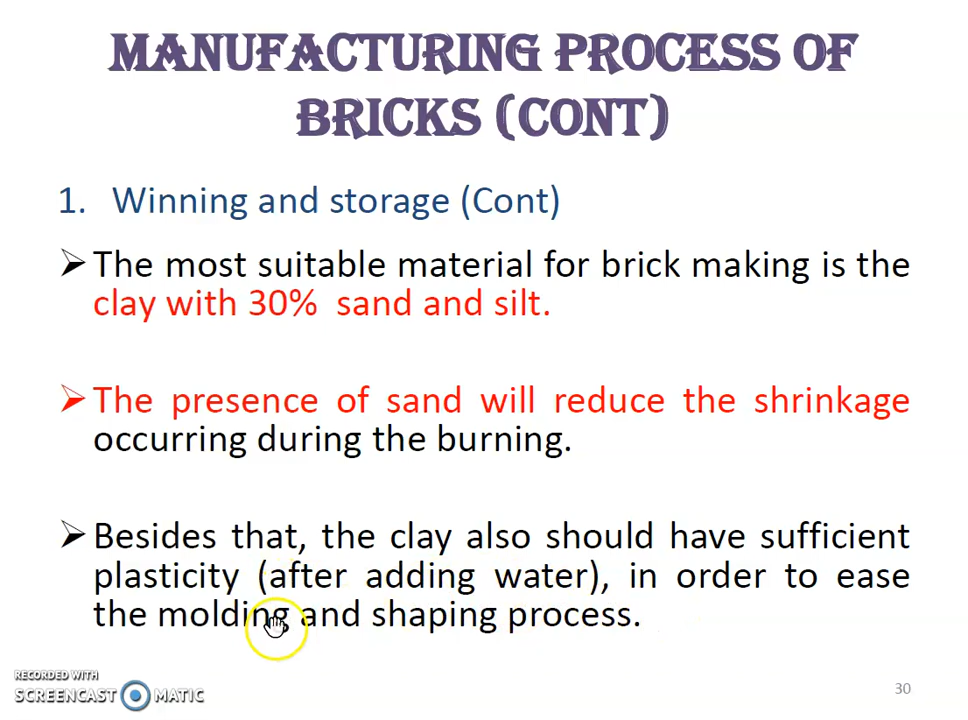 MANUFACTURING PROCESS OF
BRICKS (CONT)
1. Winning and storage (Cont)
➢ The most suitable material for brick making is the
clay with 30% sand and silt.
➢ The presence of sand will reduce the shrinkage
occurring during the burning.
➢ Besides that, the clay also should have sufficient
plasticity (after adding water), in order to ease
the molding and shaping process.
RECORDED WITH
SCREENCAST MATIC
30